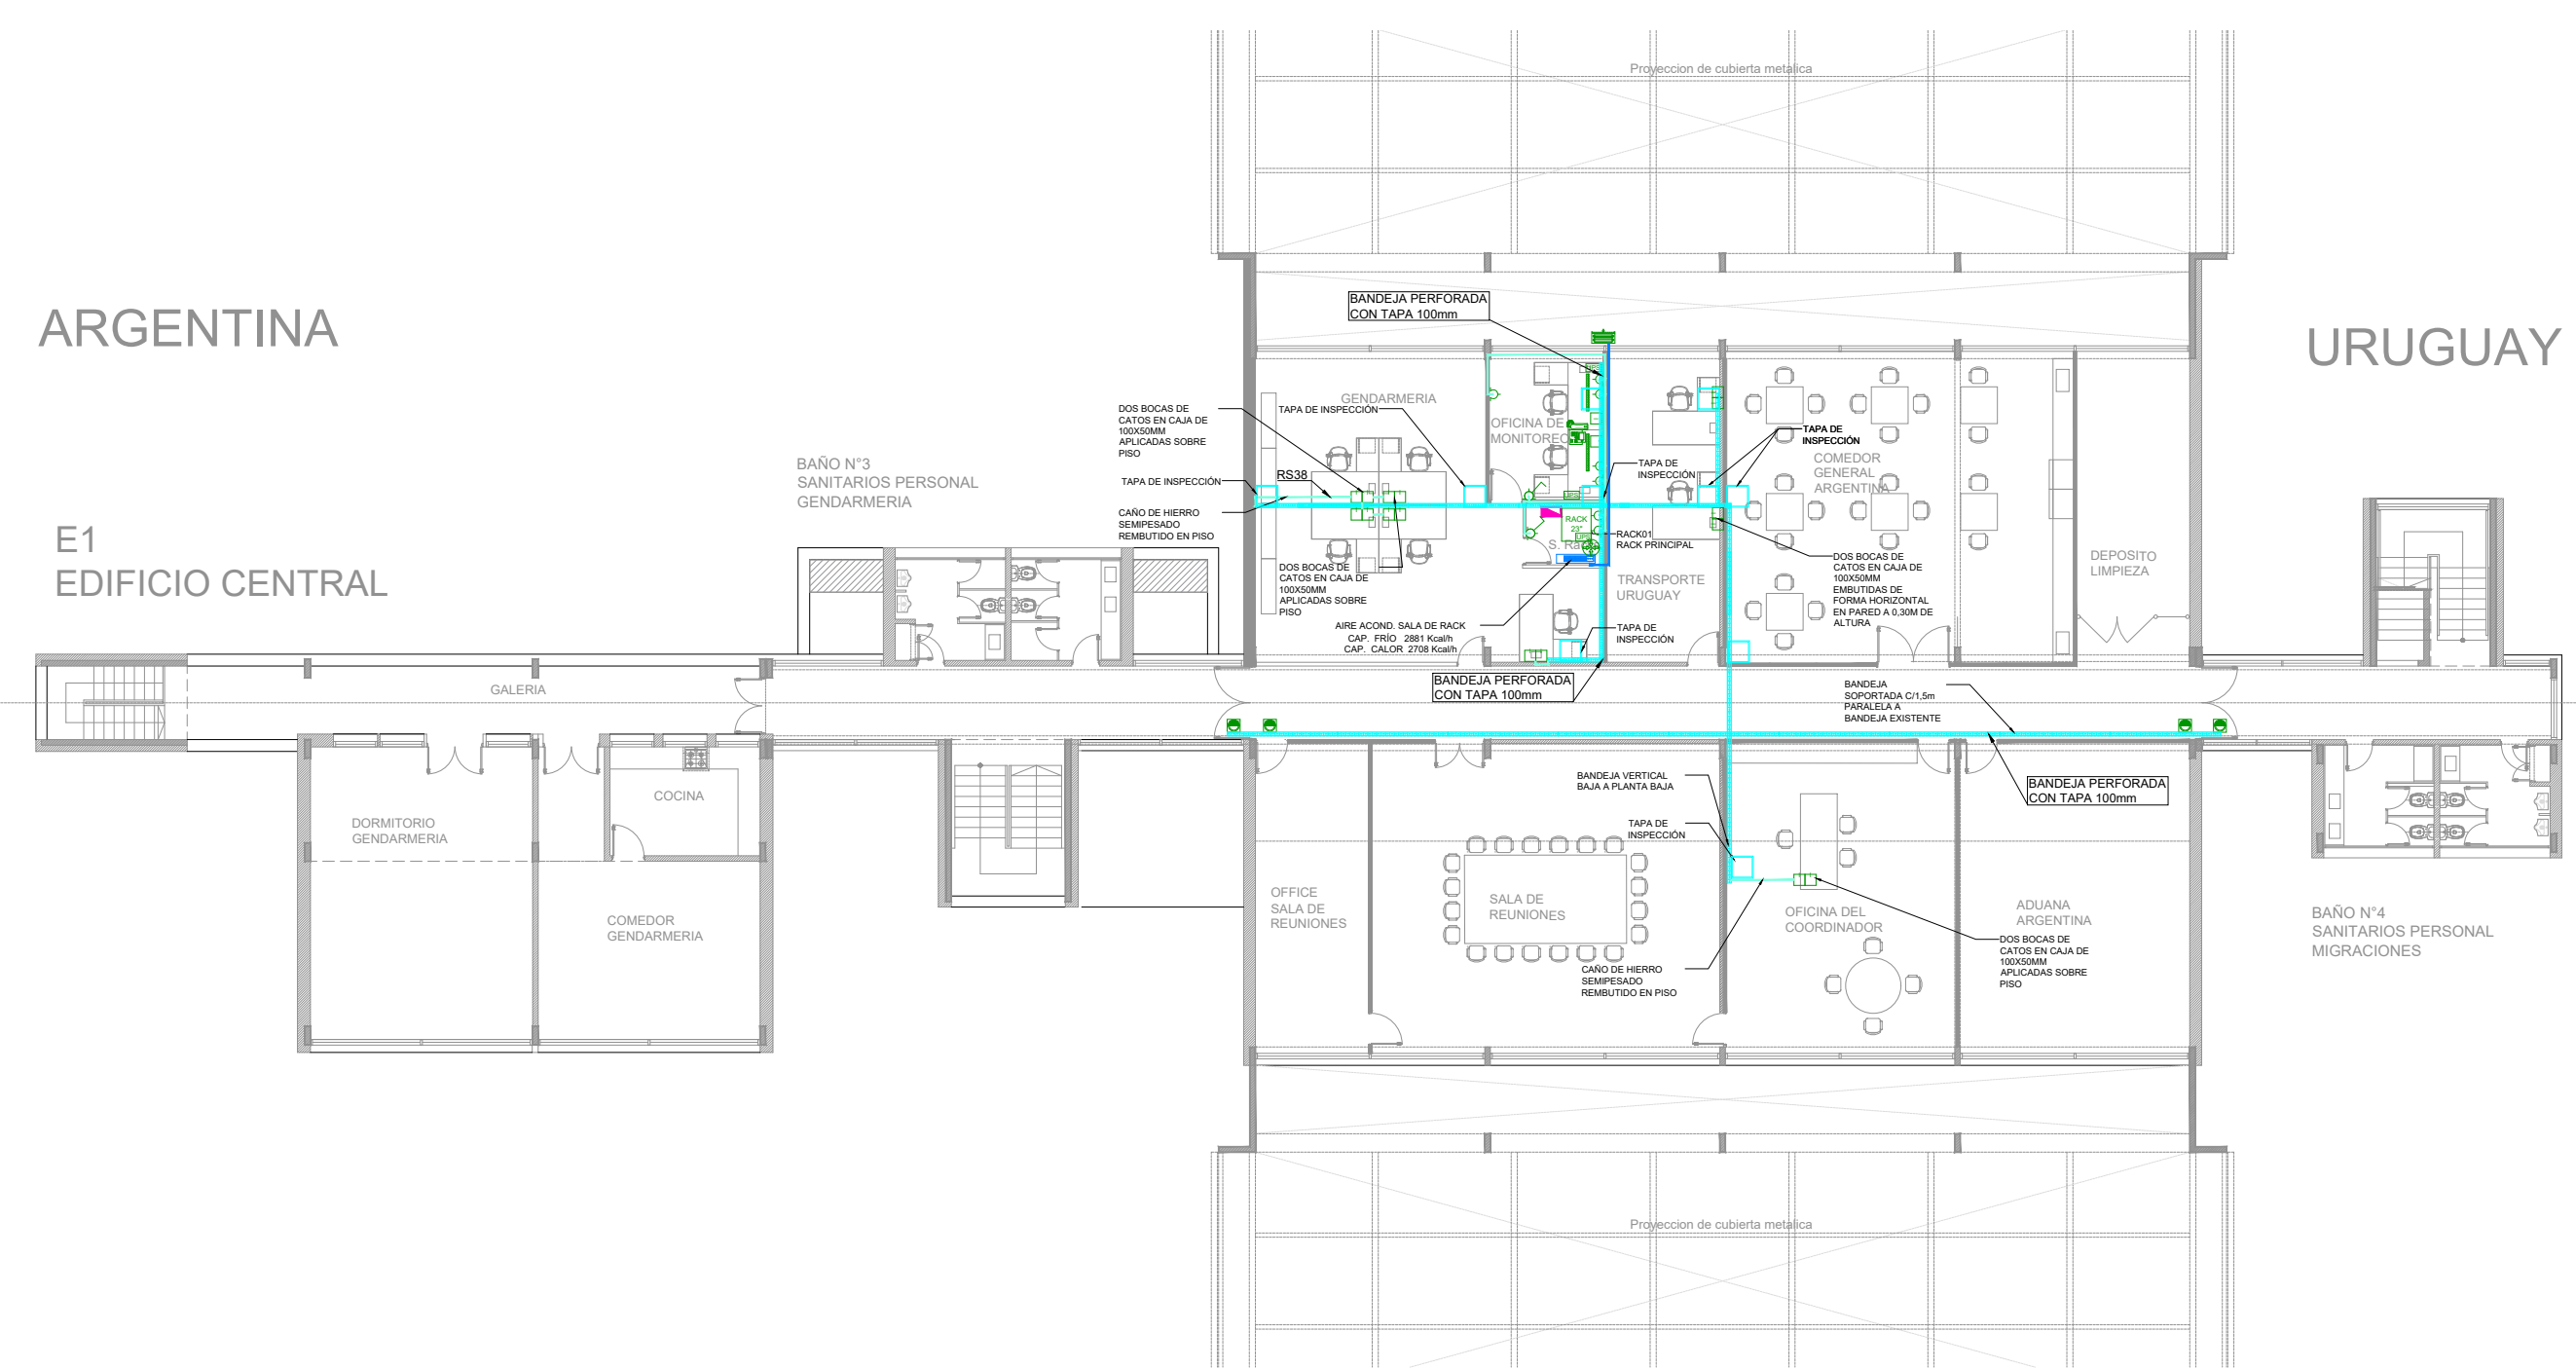 Proyeccion de cubierta metalica
ARGENTINA
URUGUAY
E1
EDIFICIO CENTRAL
BANDEJA PERFORADA
CON TAPA 100mm
DOS BOCAS DE
CATOS EN CAJA DE
100X50MM
APLICADAS SOBRE
PISO
TAPA DE INSPECCIÓN
GENDARMERIA
OFICINA DE
MONITOREO
UPS
BAÑO N°3
SANITARIOS PERSONAL
GENDARMERIA
TAPA DE INSPECCIÓN
RS38
CAÑO DE HIERRO
SEMIPESADO
REMBUTIDO EN PISO
TAPA DE
INSPECCIÓN
UPS
TAPA DE
INSPECCIÓN
COMEDOR
GENERAL
ARGENTINA
RACK
23"
UPS
RACK01
RACK PRINCIPAL
DOS BOCAS DE
CATOS EN CAJA DE
100X50MM
APLICADAS SOBRE
PISO
TRANSPORTE
URUGUAY
DOS BOCAS DE
CATOS EN CAJA DE
100X50MM
EMBUTIDAS DE
FORMA HORIZONTAL
EN PARED A 0,30M DE
ALTURA
DEPOSITO
LIMPIEZA
AIRE ACOND. SALA DE RACK
CAP. FRÍO 2881 Kcal/h
CAP. CALOR 2708 Kcal/h
TAPA DE
INSPECCIÓN
GALERIA
BANDEJA PERFORADA
CON TAPA 100mm
BANDEJA
SOPORTADA C/1,5m
PARALELA A
BANDEJA EXISTENTE
BANDEJA VERTICAL
BAJA A PLANTA BAJA
BANDEJA PERFORADA
CON TAPA 100mm
COCINA
DORMITORIO
GENDARMERIA
TAPA DE
INSPECCIÓN
COMEDOR
GENDARMERIA
OFFICE
SALA DE
REUNIONES
SALA DE
REUNIONES
OFICINA DEL
COORDINADOR
ADUANA
ARGENTINA
BAÑO N°4
SANITARIOS PERSONAL
MIGRACIONES
DOS BOCAS DE
CATOS EN CAJA DE
100X50MM
APLICADAS SOBRE
PISO
CAÑO DE HIERRO
SEMIPESADO
REMBUTIDO EN PISO
Proyeccion de cubierta metalica